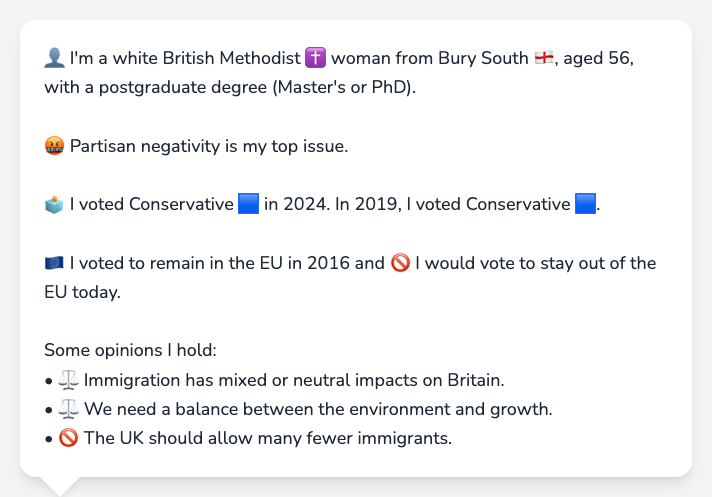 👤 I'm a white British Methodist ✝️ woman from Bury South 🏴󠁧󠁢󠁥󠁮󠁧󠁿, aged 56,
with a postgraduate degree (Master's or PhD).
🤬 Partisan negativity is my top issue.
🗳️ I voted Conservative 🟦 in 2024. In 2019, I voted Conservative 🟦.
🇪🇺 I voted to remain in the EU in 2016 and 🚫 I would vote to stay out of the
EU today.
Some opinions I hold:
• ⚖️ Immigration has mixed or neutral impacts on Britain.
• ⚖️ We need a balance between the environment and growth.
• 🚫 The UK should allow many fewer immigrants.